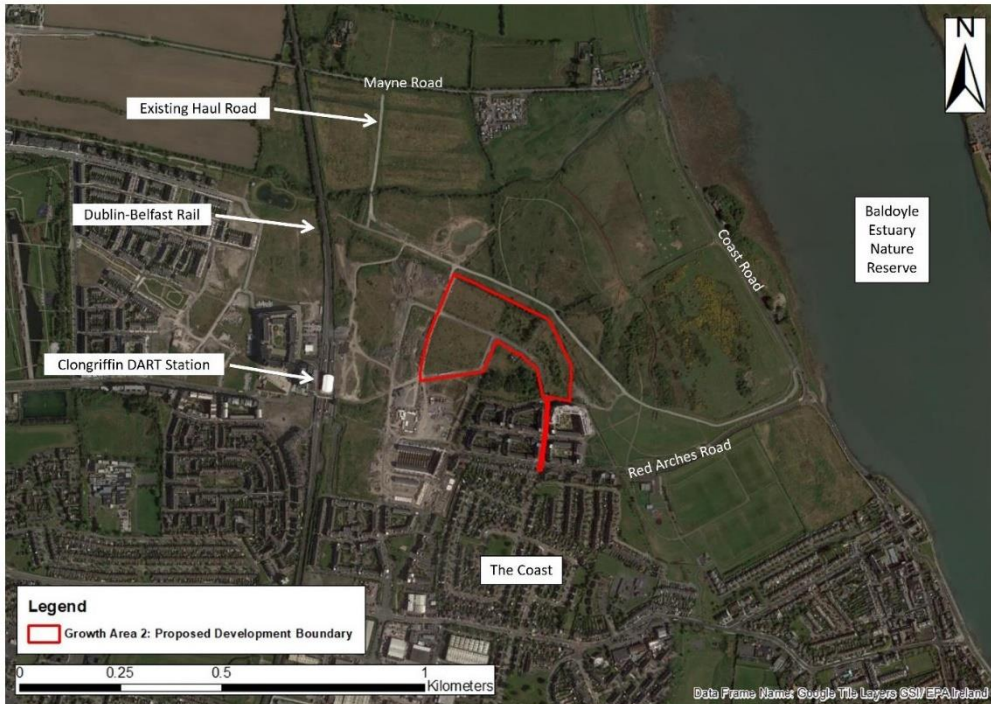 N
Mayne Road
Existing Haul Road
Dublin-Belfast Rail
Baldoyle
Estuary
Nature
Reserve
Coast Road
Clongriffin DART Station
Red Arches Road
The Coast
Legend
Growth Area 2: Proposed Development Boundary
0 0.25 0.5 1
Kilometers
Data Frame Name: Google Tile Layers GSI/EPA Ireland